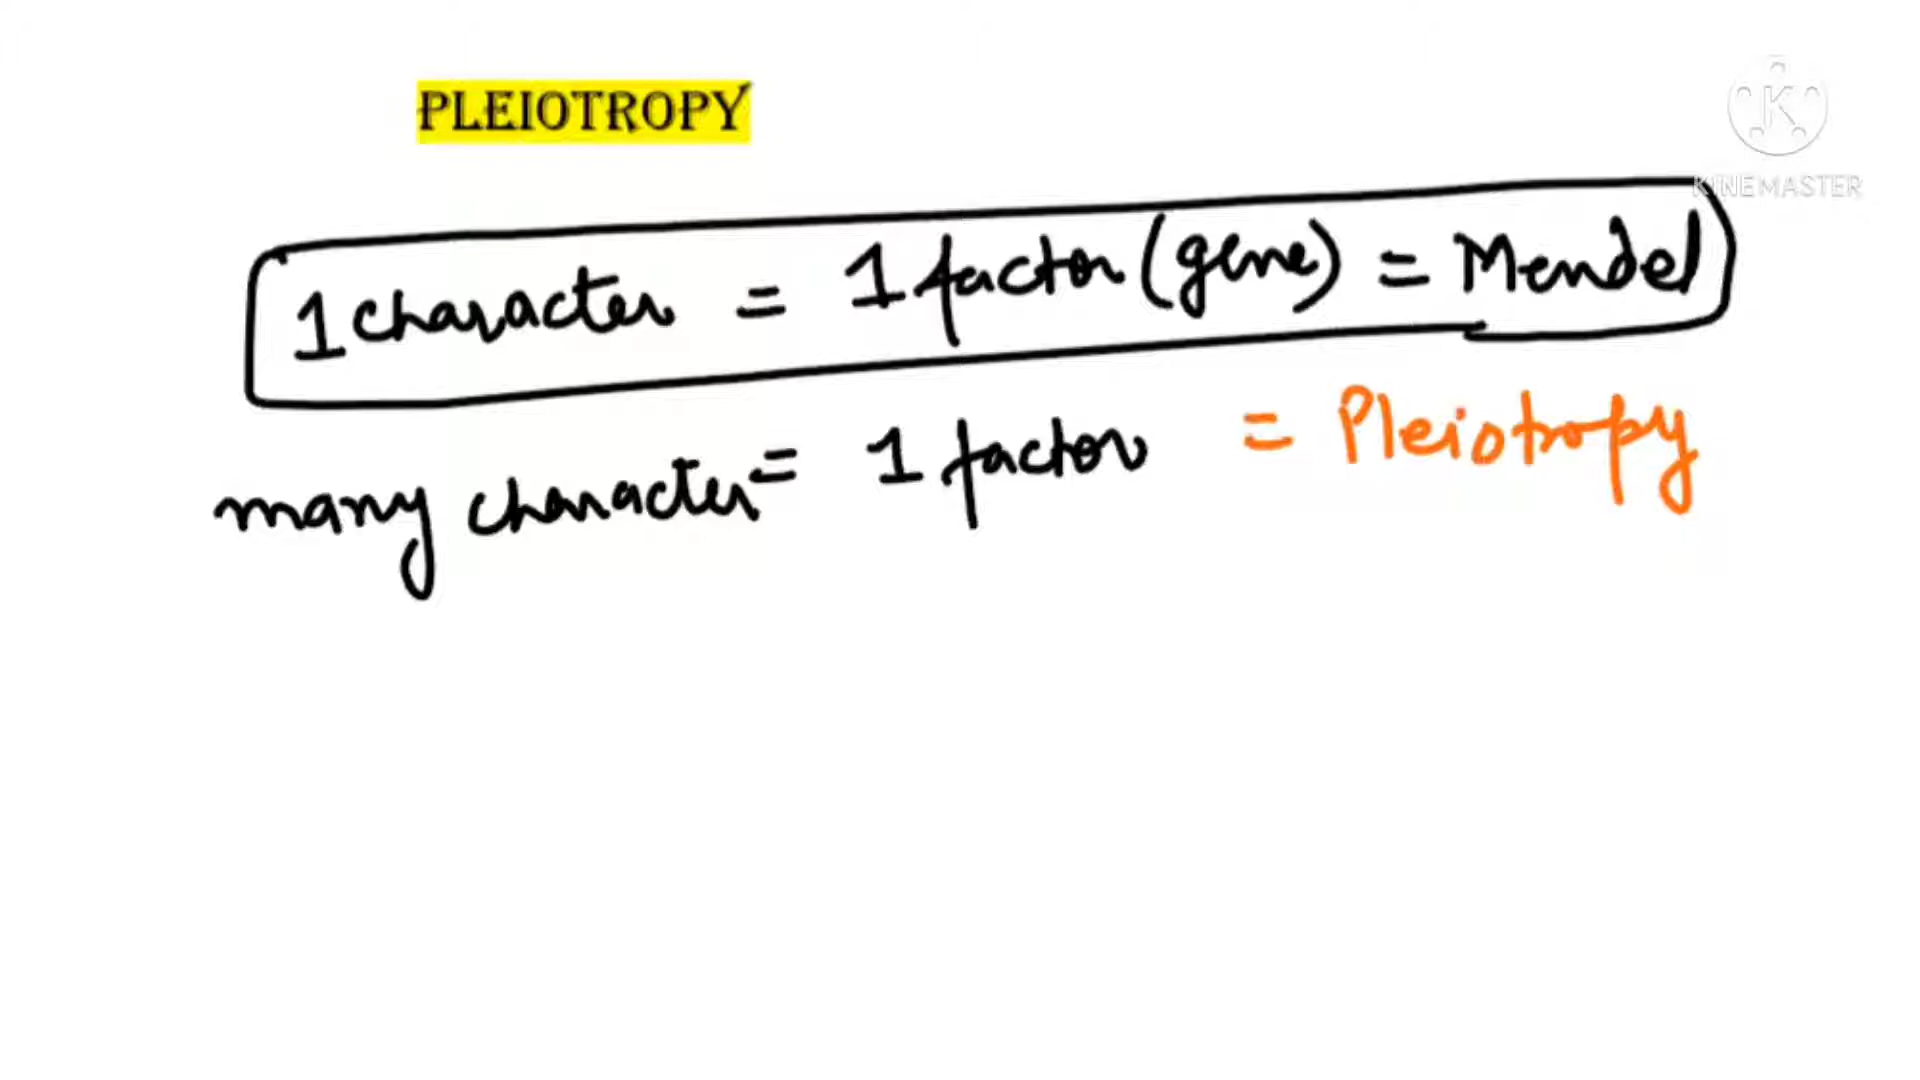 PLEIOTROPY
K
KINEMASTER
1 character = 1 factor (gene) = Mendel
many character = 1 factor = Pleiotropy